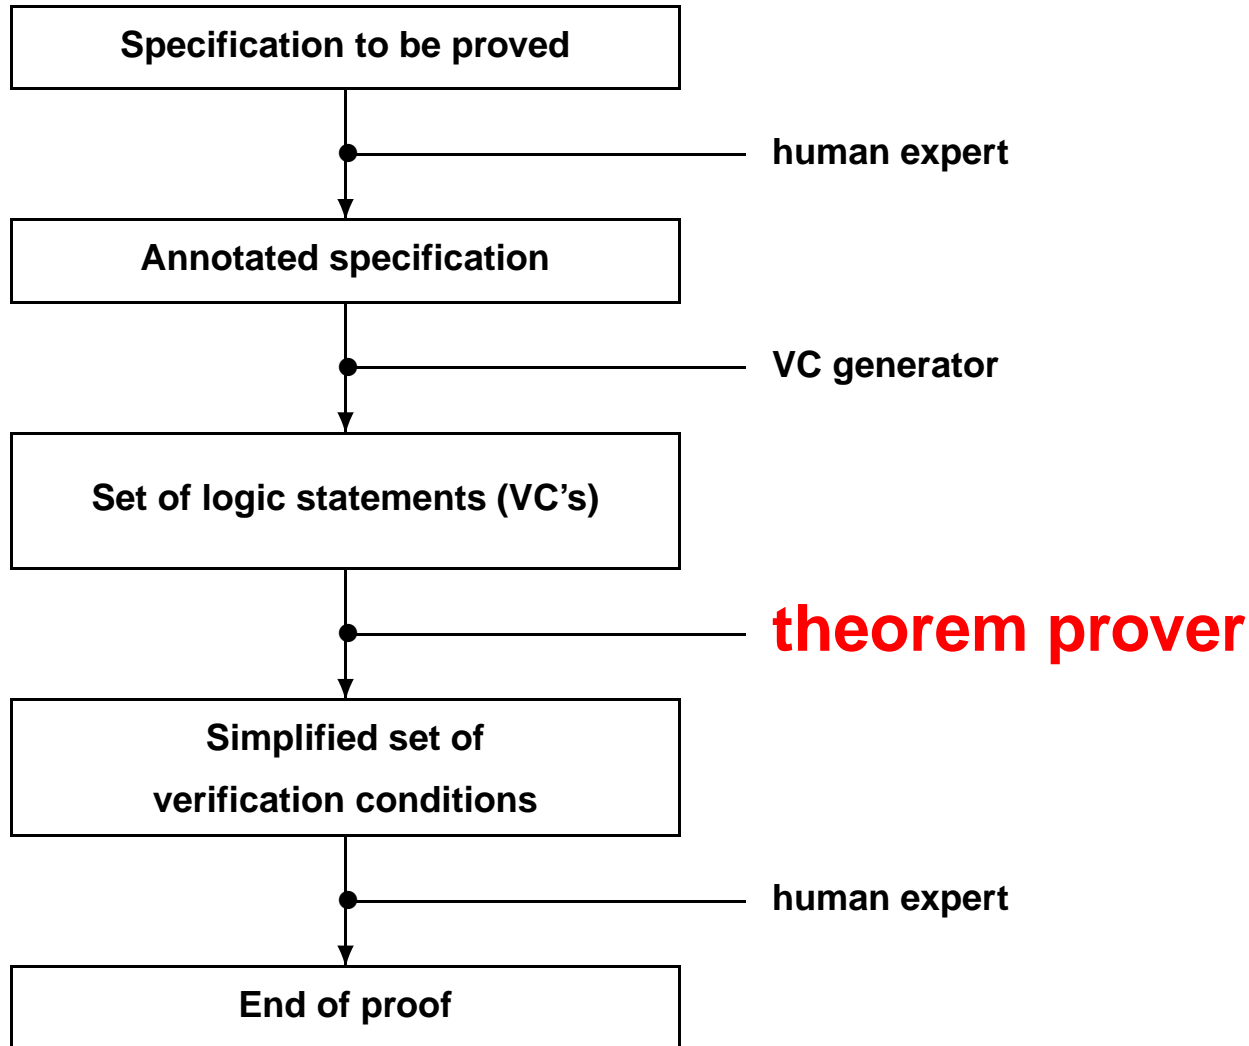 Specification to be proved
human expert
Annotated specification
VC generator
Set of logic statements (VC’s)
theorem prover
Simplified set of
verification conditions
human expert
End of proof